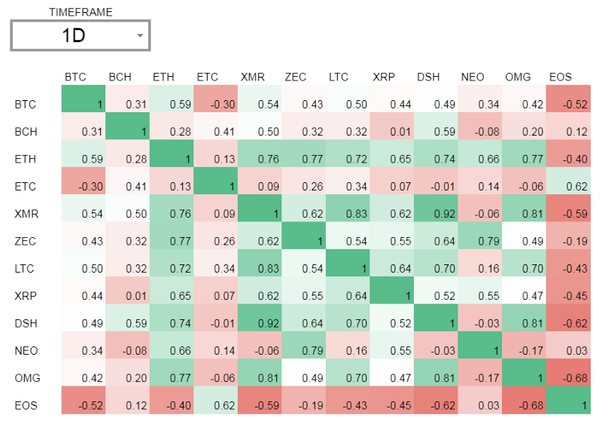 TIMEFRAME
1D
BTC BCH ETH ETC XMR ZEC LTC XRP DSH NEO OMG EOS
BTC 1 0.31 0.59 -0.30 0.54 0.43 0.50 0.44 0.49 0.34 0.42 -0.52
BCH 0.31 1 0.28 0.41 0.50 0.32 0.32 0.01 0.59 -0.08 0.20 0.12
ETH 0.59 0.28 1 0.13 0.76 0.77 0.72 0.65 0.74 0.66 0.77 -0.40
ETC -0.30 0.41 0.13 1 0.09 0.26 0.34 0.07 -0.01 0.14 -0.06 0.62
XMR 0.54 0.50 0.76 0.09 1 0.62 0.83 0.62 0.92 -0.06 0.81 -0.59
ZEC 0.43 0.32 0.77 0.26 0.62 1 0.54 0.55 0.64 0.79 0.49 -0.19
LTC 0.50 0.32 0.72 0.34 0.83 0.54 1 0.64 0.70 0.16 0.70 -0.43
XRP 0.44 0.01 0.65 0.07 0.62 0.55 0.64 1 0.52 0.55 0.47 -0.45
DSH 0.49 0.59 0.74 -0.01 0.92 0.64 0.70 0.52 1 -0.03 0.81 -0.62
NEO 0.34 -0.08 0.66 0.14 -0.06 0.79 0.16 0.55 -0.03 1 -0.17 0.03
OMG 0.42 0.20 0.77 -0.06 0.81 0.49 0.70 0.47 0.81 -0.17 1 -0.68
EOS -0.52 0.12 -0.40 0.62 -0.59 -0.19 -0.43 -0.45 -0.62 0.03 -0.68 1